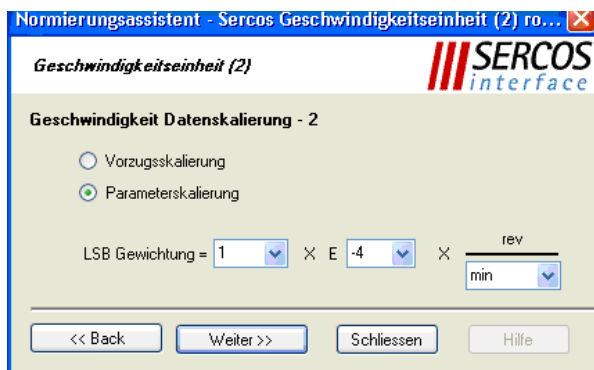 Normierungsassistent - Sercos Geschwindigkeitseinheit (2) ro...
Geschwindigkeitseinheit (2)
SERCOS
interface
Geschwindigkeit Datenskalierung - 2
Vorzugsskalierung
Parameterskalierung
LSB Gewichtung = 1 X E -4 X rev
min
<< Back Weiter >> Schliessen Hilfe